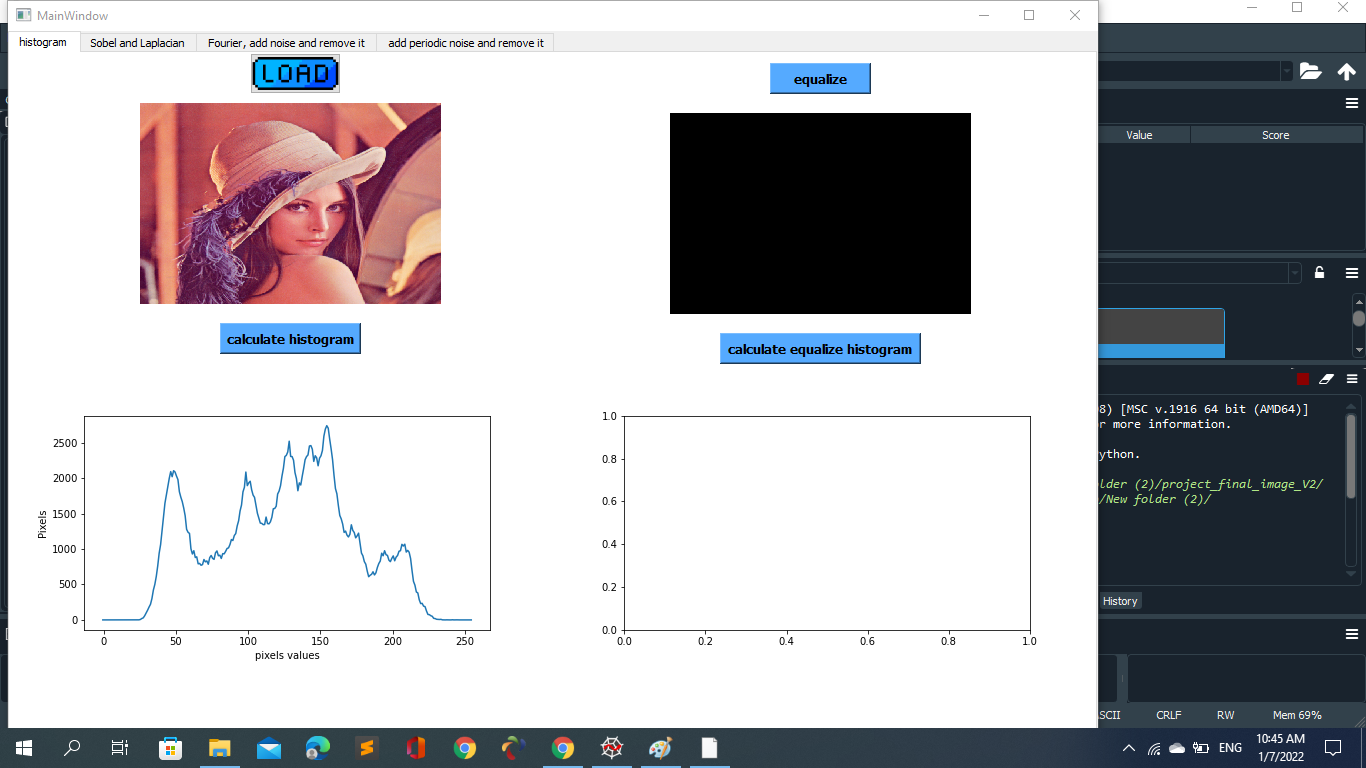 MainWindow
histogram
Sobel and Laplacian
Fourier, add noise and remove it
add periodic noise and remove it
LOAD
equalize
calculate histogram
calculate equalize histogram
2500
2000
1500
1000
500
0
Pixels
0 50 100 150 200 250
pixels values
1.0
0.8
0.6
0.4
0.2
0.0
0.0 0.2 0.4 0.6 0.8 1.0
Value Score
8) [MSC v.1916 64 bit (AMD64)]
r more information.
ython.
older (2)/project_final_image_V2/
/New folder (2)/
History
SCII CRLF RW Mem 69%
ENG
10:45 AM
1/7/2022